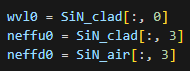 wvl0 = SiN_clad[:, 0]
neffu0 = SiN_clad[:, 3]
neffd0 = SiN_air[:, 3]